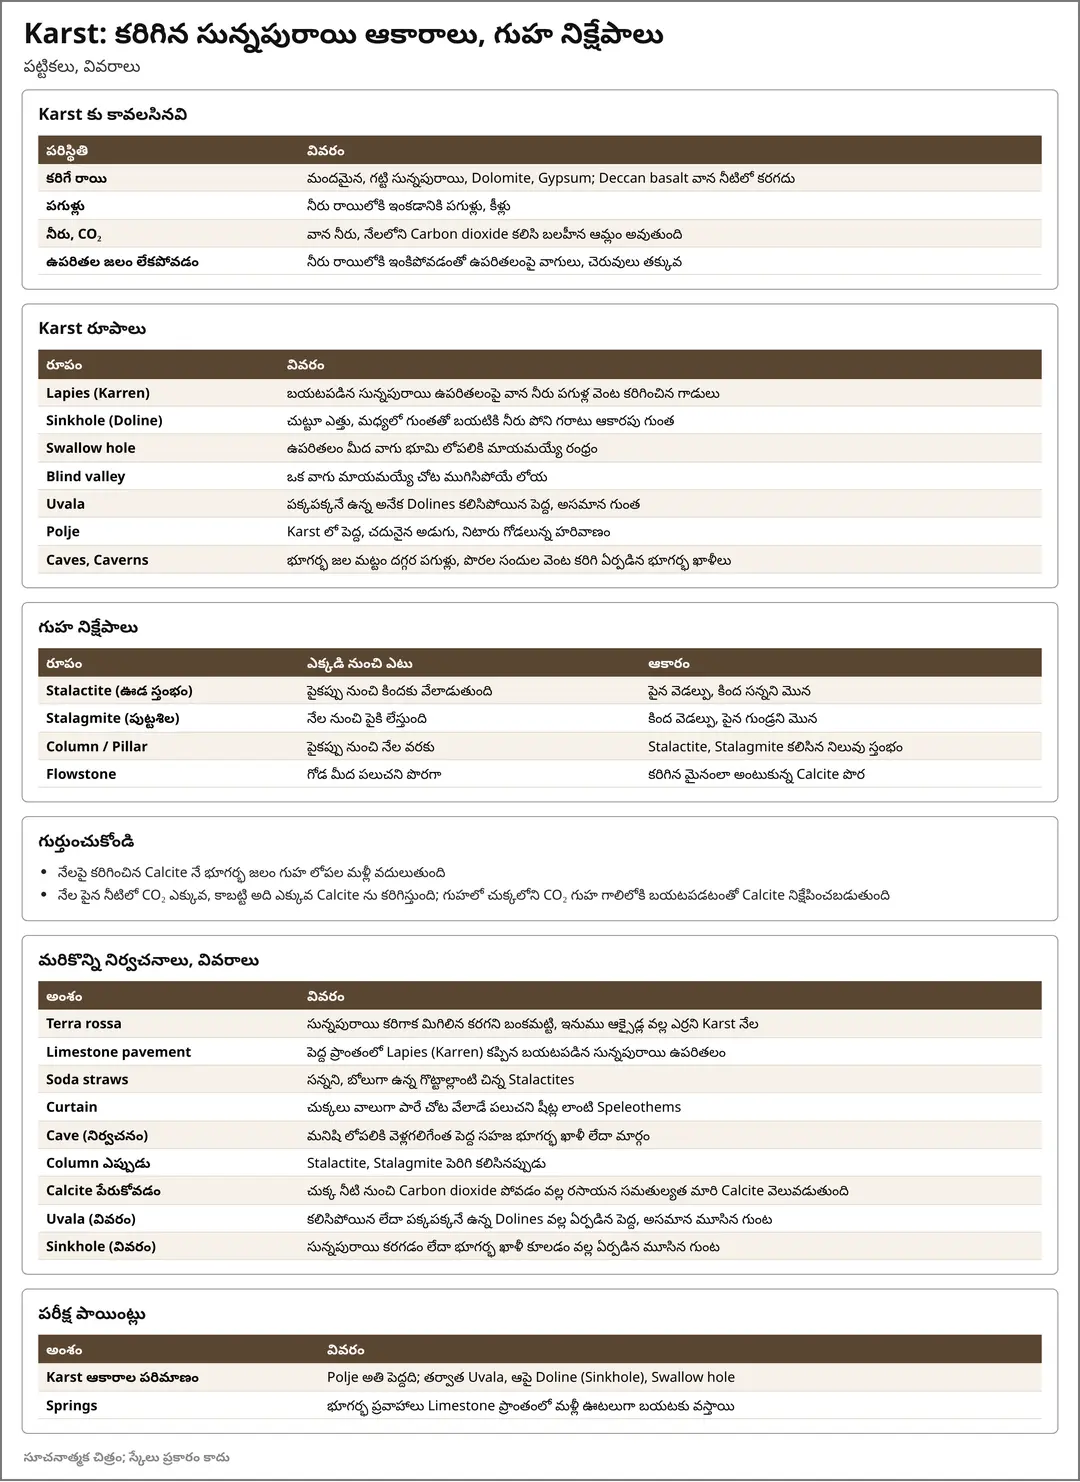 Karst: కరిగిన సున్నపురాయి ఆకారాలు, గుహ నిక్షేపాలు
పట్టికలు, వివరాలు
Karst కు కావలసినవి
పరిస్థితి వివరం
కరిగే రాయి మందమైన, గట్టి సున్నపురాయి, Dolomite, Gypsum; Deccan basalt వాన నీటిలో కరగదు
పగుళ్లు నీరు రాయిలోకి ఇంకడానికి పగుళ్లు, కీళ్లు
నీరు, CO₂ వాన నీరు, నేలలోని Carbon dioxide కలిసి బలహీన ఆమ్లం అవుతుంది
ఉపరితల జలం లేకపోవడం నీరు రాయిలోకి ఇంకిపోవడంతో ఉపరితలంపై వాగులు, చెరువులు తక్కువ
Karst రూపాలు
రూపం వివరం
Lapies (Karren) బయటపడిన సున్నపురాయి ఉపరితలంపై వాన నీరు పగుళ్ల వెంట కరిగించిన గాడులు
Sinkhole (Doline) చుట్టూ ఎత్తు, మధ్యలో గుంతతో బయటికి నీరు పోని గరాటు ఆకారపు గుంత
Swallow hole ఉపరితలం మీద వాగు భూమి లోపలికి మాయమయ్యే రంధ్రం
Blind valley ఒక వాగు మాయమయ్యే చోట ముగిసిపోయే లోయ
Uvala పక్కపక్కనే ఉన్న అనేక Dolines కలిసిపోయిన పెద్ద, అసమాన గుంత
Polje Karst లో పెద్ద, చదునైన అడుగు, నిటారు గోడలున్న హరివాణం
Caves, Caverns భూగర్భ జల మట్టం దగ్గర పగుళ్లు, పొరల సందుల వెంట కరిగి ఏర్పడిన భూగర్భ ఖాళీలు
గుహ నిక్షేపాలు
రూపం ఎక్కడి నుంచి ఎటు ఆకారం
Stalactite (ఊడ స్తంభం) పైకప్పు నుంచి కిందకు వేలాడుతుంది పైన వెడల్పు, కింద సన్నని మొన
Stalagmite (పుట్టశిల) నేల నుంచి పైకి లేస్తుంది కింద వెడల్పు, పైన గుండ్రని మొన
Column / Pillar పైకప్పు నుంచి నేల వరకు Stalactite, Stalagmite కలిసిన నిలువు స్తంభం
Flowstone గోడ మీద పలుచని పొరగా కరిగిన మైనంలా అంటుకున్న Calcite పొర
గుర్తుంచుకోండి
• నేలపై కరిగించిన Calcite నే భూగర్భ జలం గుహ లోపల మళ్లీ వదులుతుంది
• నేల పైన నీటిలో CO₂ ఎక్కువ, కాబట్టి అది ఎక్కువ Calcite ను కరిగిస్తుంది; గుహలో చుక్కలోని CO₂ గుహ గాలిలోకి బయటపడటంతో Calcite నిక్షేపించబడుతుంది
మరికొన్ని నిర్వచనాలు, వివరాలు
అంశం వివరం
Terra rossa సున్నపురాయి కరిగాక మిగిలిన కరగని బంకమట్టి, ఇనుము ఆక్సైడ్ల వల్ల ఎర్రని Karst నేల
Limestone pavement పెద్ద ప్రాంతంలో Lapies (Karren) కప్పిన బయటపడిన సున్నపురాయి ఉపరితలం
Soda straws సన్నని, బోలుగా ఉన్న గొట్టాల్లాంటి చిన్న Stalactites
Curtain చుక్కలు వాలుగా పారే చోట వేలాడే పలుచని షీట్ల లాంటి Speleothems
Cave (నిర్వచనం) మనిషి లోపలికి వెళ్లగలిగేంత పెద్ద సహజ భూగర్భ ఖాళీ లేదా మార్గం
Column ఎప్పుడు Stalactite, Stalagmite పెరిగి కలిసినప్పుడు
Calcite పేరుకోవడం చుక్క నీటి నుంచి Carbon dioxide పోవడం వల్ల రసాయన సమతుల్యత మారి Calcite వెలువడుతుంది
Uvala (వివరం) కలిసిపోయిన లేదా పక్కపక్కనే ఉన్న Dolines వల్ల ఏర్పడిన పెద్ద, అసమాన మూసిన గుంట
Sinkhole (వివరం) సున్నపురాయి కరగడం లేదా భూగర్భ ఖాళీ కూలడం వల్ల ఏర్పడిన మూసిన గుంట
పరీక్ష పాయింట్లు
అంశం వివరం
Karst ఆకారాల పరిమాణం Polje అతి పెద్దది; తర్వాత Uvala, ఆపై Doline (Sinkhole), Swallow hole
Springs భూగర్భ ప్రవాహాలు Limestone ప్రాంతంలో మళ్లీ ఊటలుగా బయటకు వస్తాయి
సూచనాత్మక చిత్రం; స్కేలు ప్రకారం కాదు